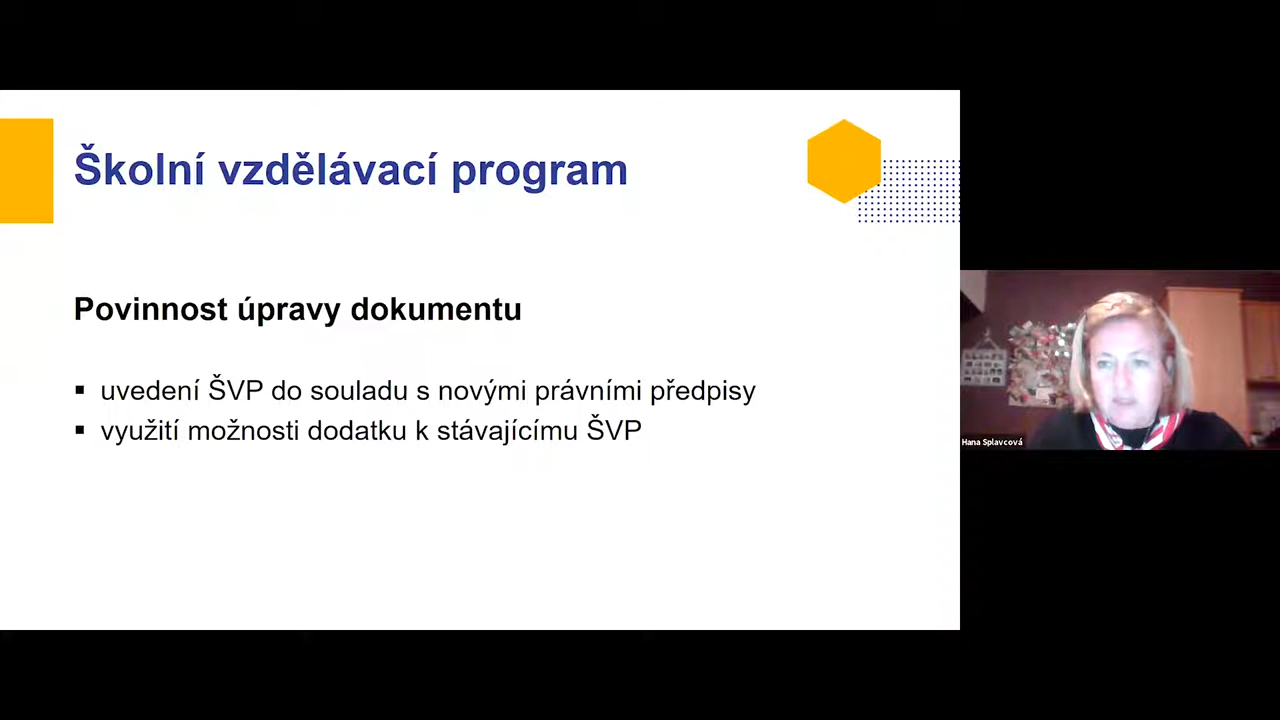 Školní vzdělávací program
Povinnost úpravy dokumentu
▪ uvedení ŠVP do souladu s novými právními předpisy
▪ využití možnosti dodatku k stávajícímu ŠVP
Hana Splavcová